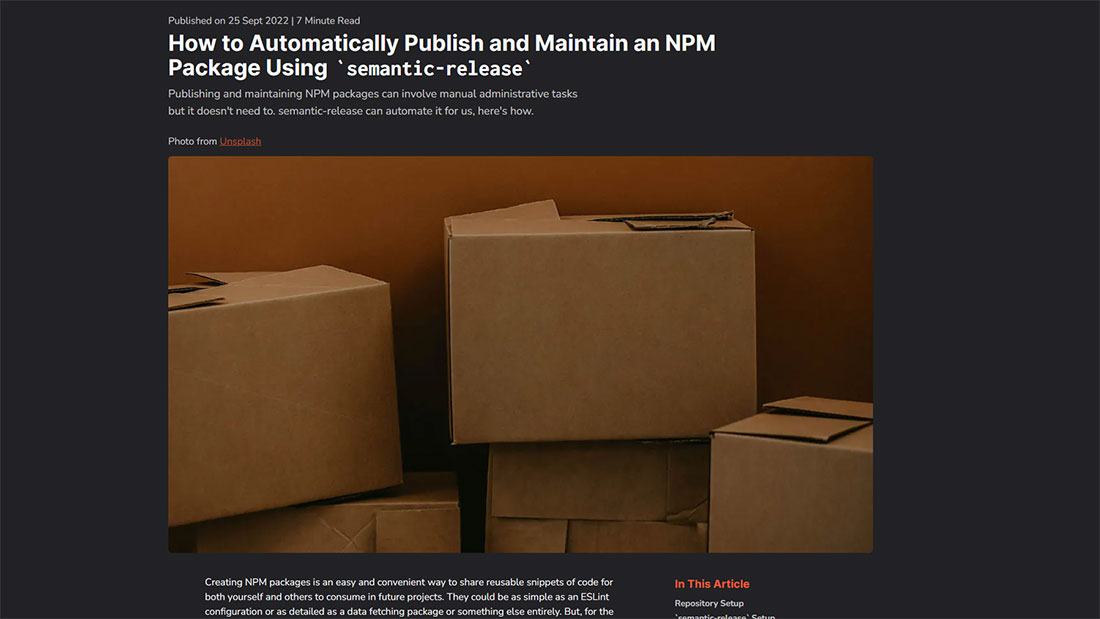 Published on 25 Sept 2022 | 7 Minute Read
How to Automatically Publish and Maintain an NPM
Package Using `semantic-release`
Publishing and maintaining NPM packages can involve manual administrative tasks
but it doesn't need to. semantic-release can automate it for us, here's how.
Photo from Unsplash
Creating NPM packages is an easy and convenient way to share reusable snippets of code for
both yourself and others to consume in future projects. They could be as simple as an ESLint
configuration or as detailed as a data fetching package or something else entirely. But, for the
In This Article
Repository Setup
`semantic-release` Setup